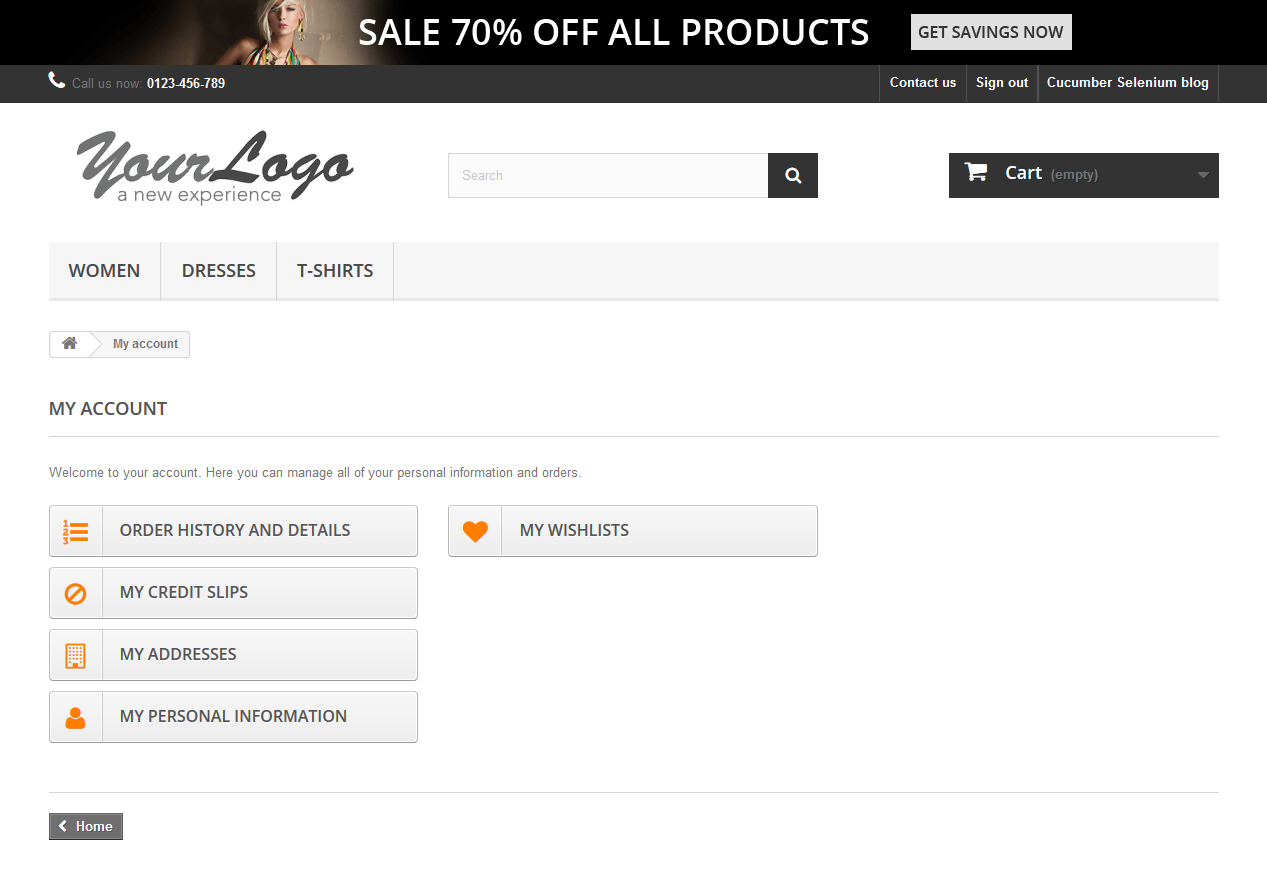 SALE 70% OFF ALL PRODUCTS
GET SAVINGS NOW
Call us now: 0123-456-789
Contact us
Sign out
Cucumber Selenium blog
YourLogo
a new experience
Search
Cart (empty)
WOMEN
DRESSES
T-SHIRTS
My account
MY ACCOUNT
Welcome to your account. Here you can manage all of your personal information and orders.
1
2
3
ORDER HISTORY AND DETAILS
MY WISHLISTS
MY CREDIT SLIPS
MY ADDRESSES
MY PERSONAL INFORMATION
Home